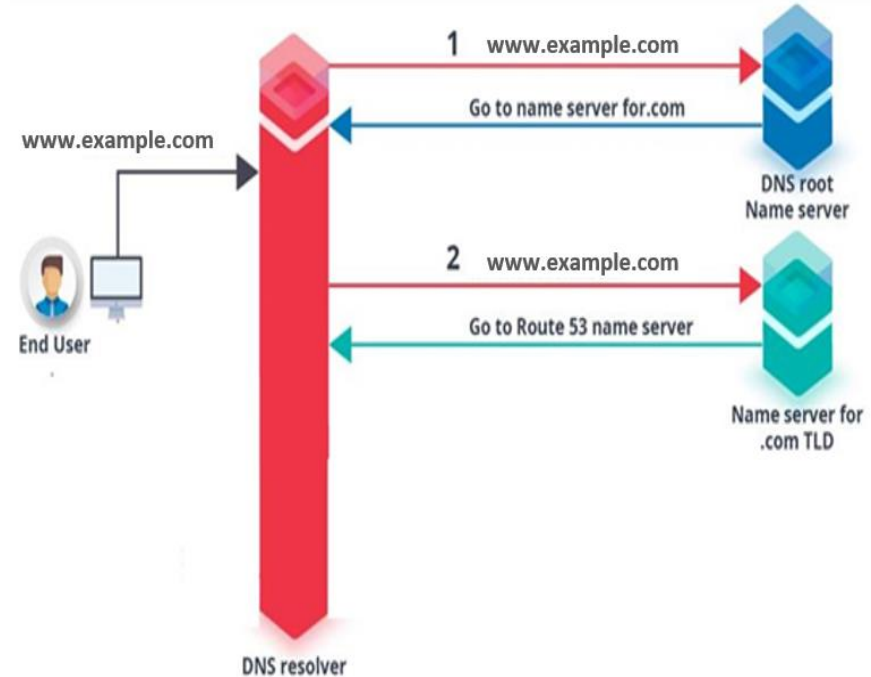 1 www.example.com
Go to name server for.com
www.example.com
DNS root
Name server
2 www.example.com
Go to Route 53 name server
End User
Name server for
.com TLD
DNS resolver